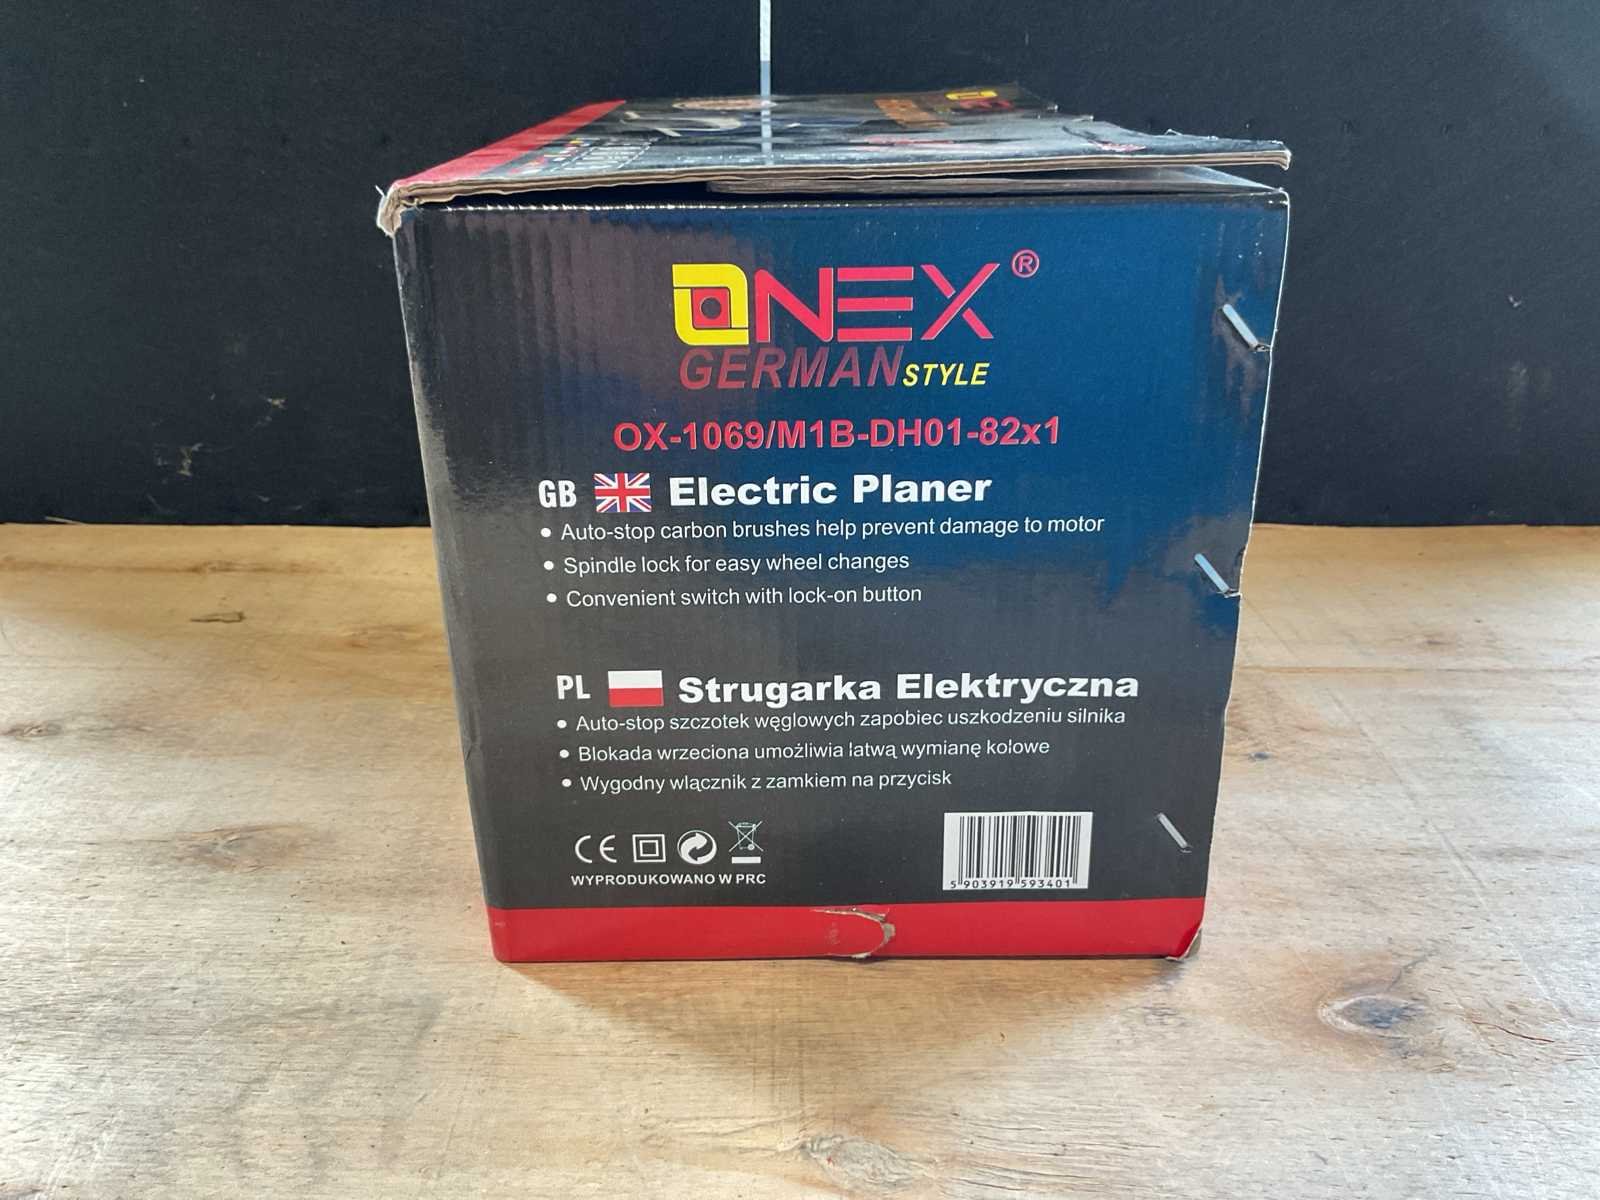 ONEX®
GERMAN STYLE
OX-1069/M1B-DH01-82x1
GB Electric Planer
• Auto-stop carbon brushes help prevent damage to motor
• Spindle lock for easy wheel changes
• Convenient switch with lock-on button
PL Strugarka Elektryczna
• Auto-stop szczotek węglowych zapobiec uszkodzeniu silnika
• Blokada wrzeciona umożliwia latwą wymianę kolowe
• Wygodny wlącznik z zamkiem na przycisk
CE
WYPRODUKOWANO W PRC
5 903919 593401